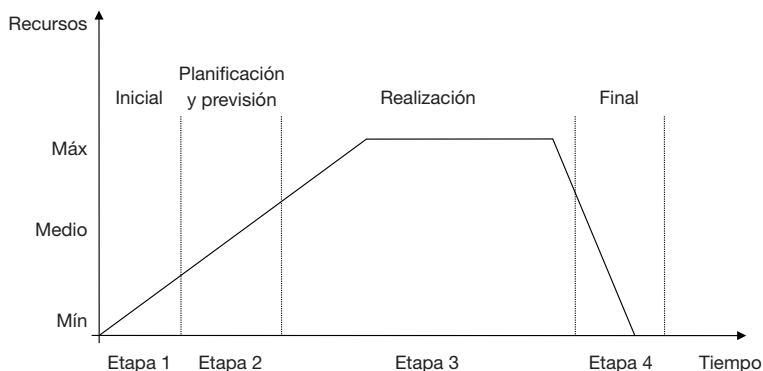 Recursos
Planificación
Inicial y previsión Realización Final
Máx
Medio
Mín
Etapa 1 Etapa 2 Etapa 3 Etapa 4 Tiempo